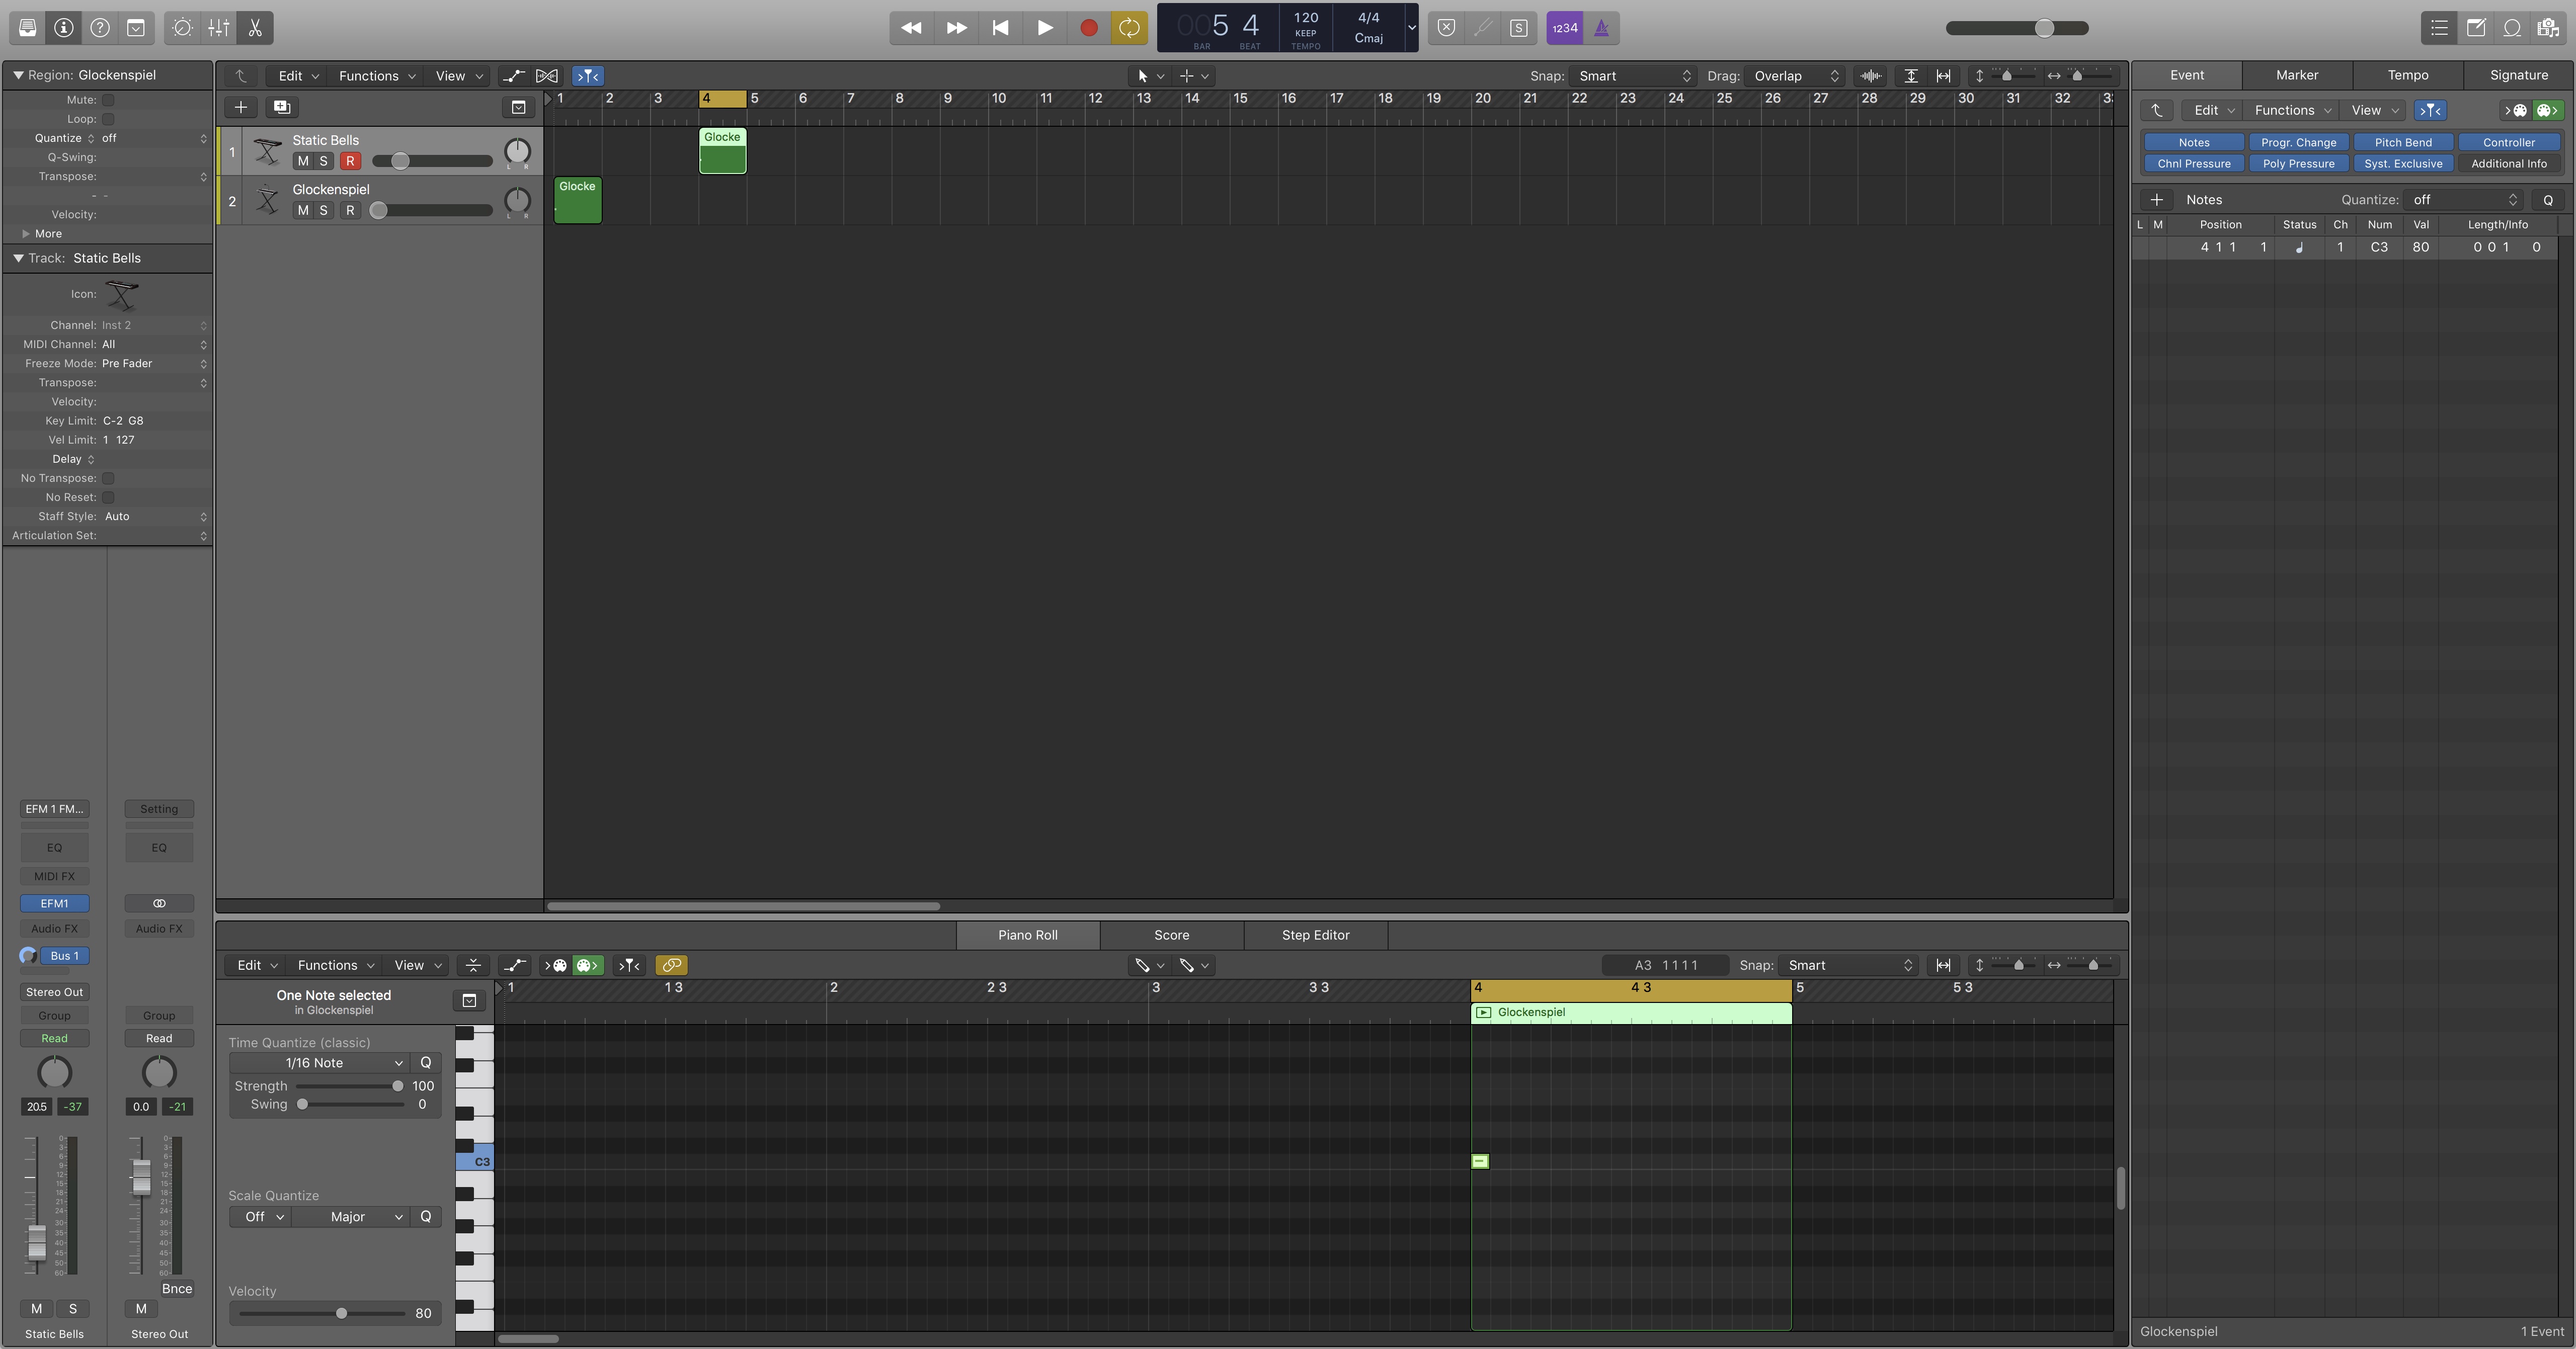 5 4
BAR BEAT
120
KEEP
TEMPO
4/4
Cmaj
S
1234
Region: Glockenspiel
Mute:
Loop:
Quantize off
Q-Swing:
Transpose:
- -
Velocity:
More
Track: Static Bells
Icon:
Channel: Inst 2
MIDI Channel: All
Freeze Mode: Pre Fader
Transpose:
Velocity:
Key Limit: C-2 G8
Vel Limit: 1 127
Delay
No Transpose:
No Reset:
Staff Style: Auto
Articulation Set:
EFM 1 FM... Setting
EQ EQ
MIDI FX
EFM1
Audio FX Audio FX
Bus 1
Stereo Out
Group Group
Read Read
20.5 -37 0.0 -21
Bnce
M S M
Static Bells Stereo Out
Edit Functions View
Snap: Smart Drag: Overlap
1 2 3 4 5 6 7 8 9 10 11 12 13 14 15 16 17 18 19 20 21 22 23 24 25 26 27 28 29 30 31 32
1 Static Bells
M S R
L R
Glocke
2 Glockenspiel
M S R
L R
Glocke
Piano Roll Score Step Editor
Edit Functions View
A3 1 1 1 1 Snap: Smart
1 1 3 2 2 3 3 3 3 4 4 3 5 5 3
One Note selected
in Glockenspiel
Glockenspiel
Time Quantize (classic)
1/16 Note Q
Strength 100
Swing 0
C3
Scale Quantize
Off Major Q
Velocity
80
Event Marker Tempo Signature
Edit Functions View
Notes Progr. Change Pitch Bend Controller
Chnl Pressure Poly Pressure Syst. Exclusive Additional Info
Notes Quantize: off Q
L M Position Status Ch Num Val Length/Info
4 1 1 1 1 C3 80 0 0 1 0
Glockenspiel 1 Event